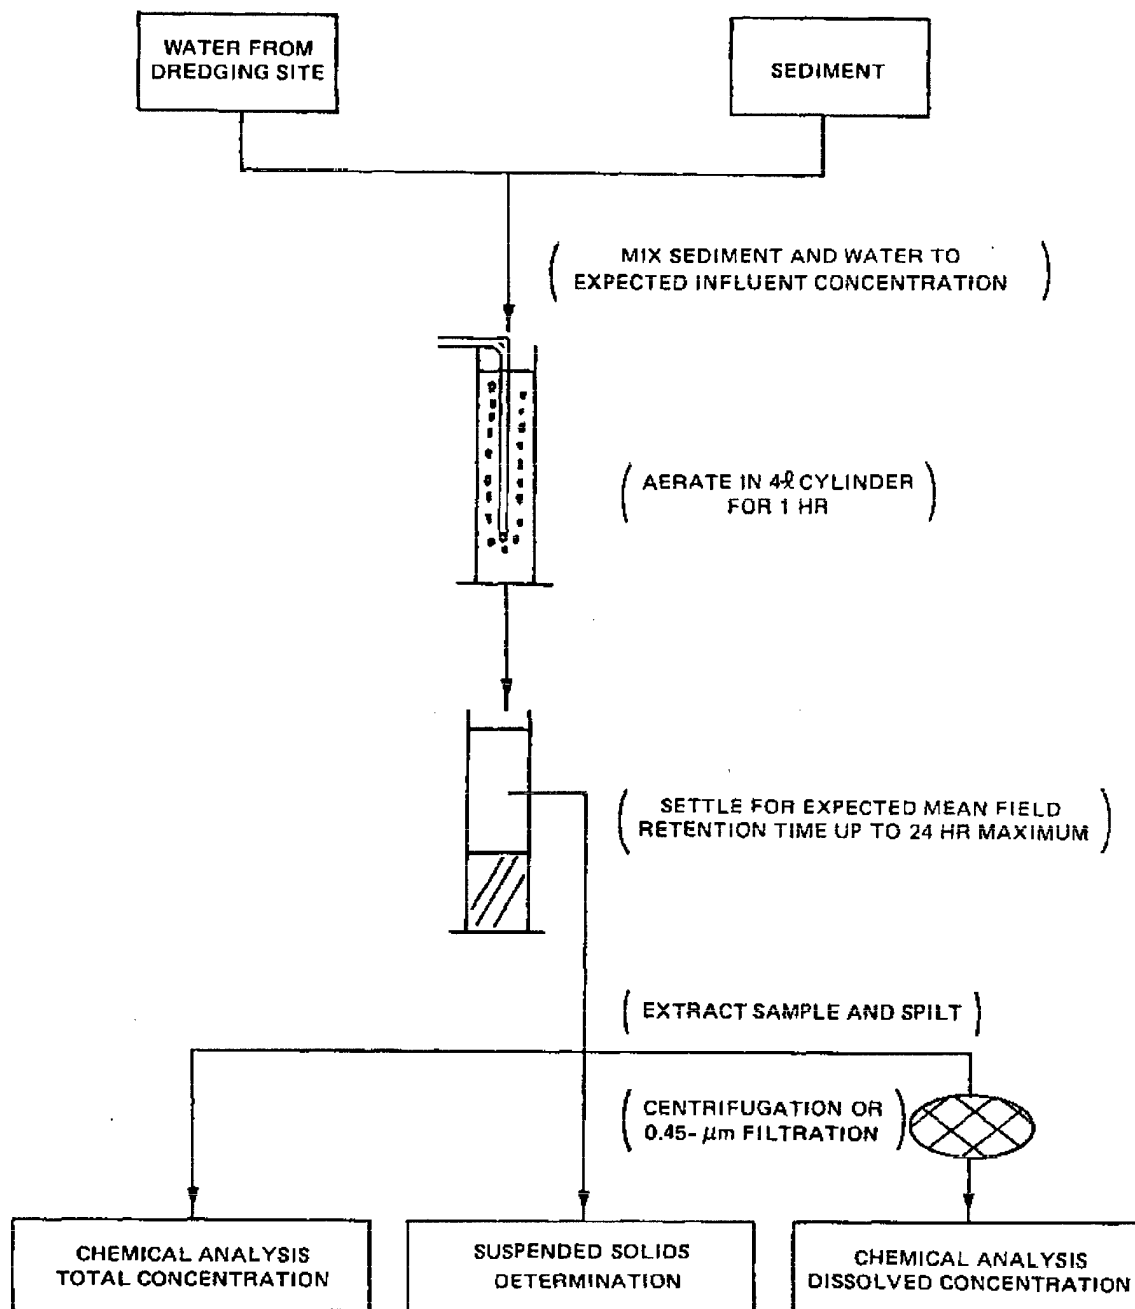 WATER FROM
DREDGING SITE
SEDIMENT
( MIX SEDIMENT AND WATER TO
EXPECTED INFLUENT CONCENTRATION )
( AERATE IN 4ℓ CYLINDER
FOR 1 HR )
( SETTLE FOR EXPECTED MEAN FIELD
RETENTION TIME UP TO 24 HR MAXIMUM )
( EXTRACT SAMPLE AND SPILT )
( CENTRIFUGATION OR
0.45- μm FILTRATION )
CHEMICAL ANALYSIS
TOTAL CONCENTRATION
SUSPENDED SOLIDS
DETERMINATION
CHEMICAL ANALYSIS
DISSOLVED CONCENTRATION